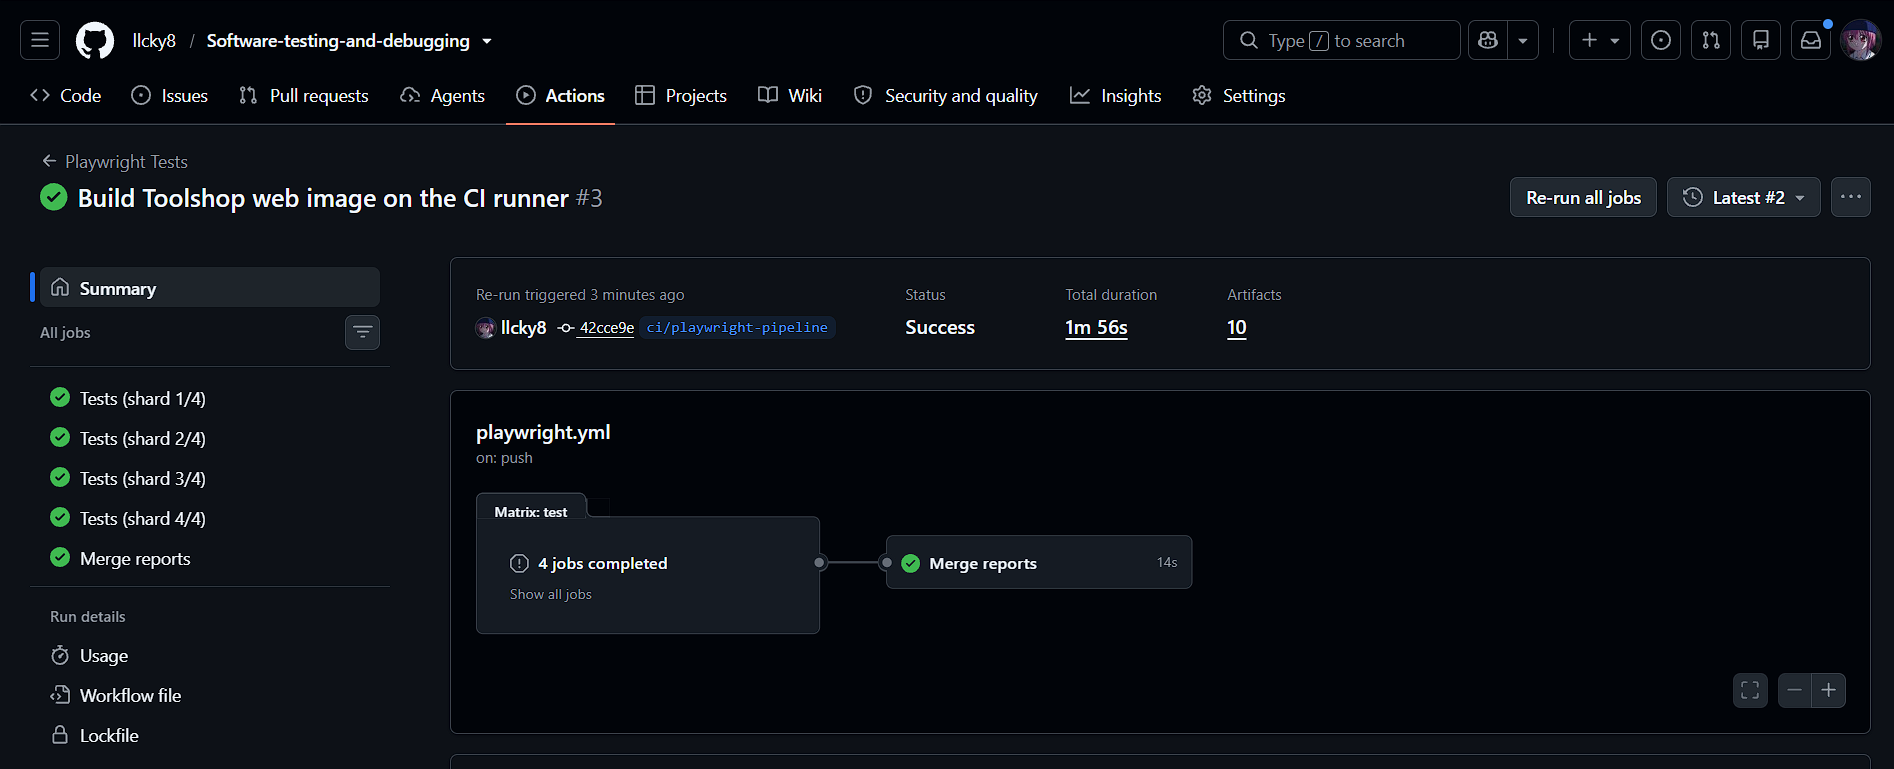 llcky8 / Software-testing-and-debugging
Type / to search
Code
Issues
Pull requests
Agents
Actions
Projects
Wiki
Security and quality
Insights
Settings
Playwright Tests
Build Toolshop web image on the CI runner #3
Re-run all jobs
Latest #2
Summary
All jobs
Tests (shard 1/4)
Tests (shard 2/4)
Tests (shard 3/4)
Tests (shard 4/4)
Merge reports
Run details
Usage
Workflow file
Lockfile
Re-run triggered 3 minutes ago
llcky8 42cce9e ci/playwright-pipeline
Status
Success
Total duration
1m 56s
Artifacts
10
playwright.yml
on: push
Matrix: test
4 jobs completed
Show all jobs
Merge reports
14s